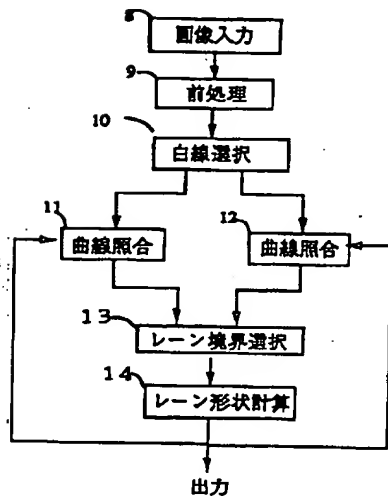 8
画像入力
9
前処理
10
白線選択
11
曲線照合
12
曲線照合
13
レーン境界選択
14
レーン形状計算
出力